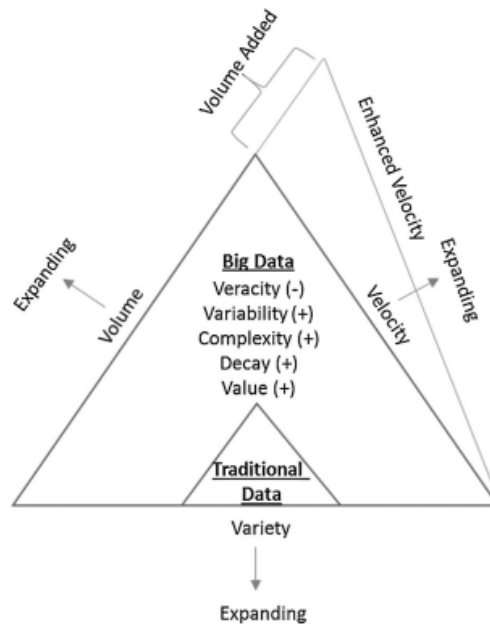 Volume Added
Enhanced Velocity
Expanding
Volume
Velocity
Expanding
Big Data
Veracity (-)
Variability (+)
Complexity (+)
Decay (+)
Value (+)
Traditional
Data
Variety
Expanding